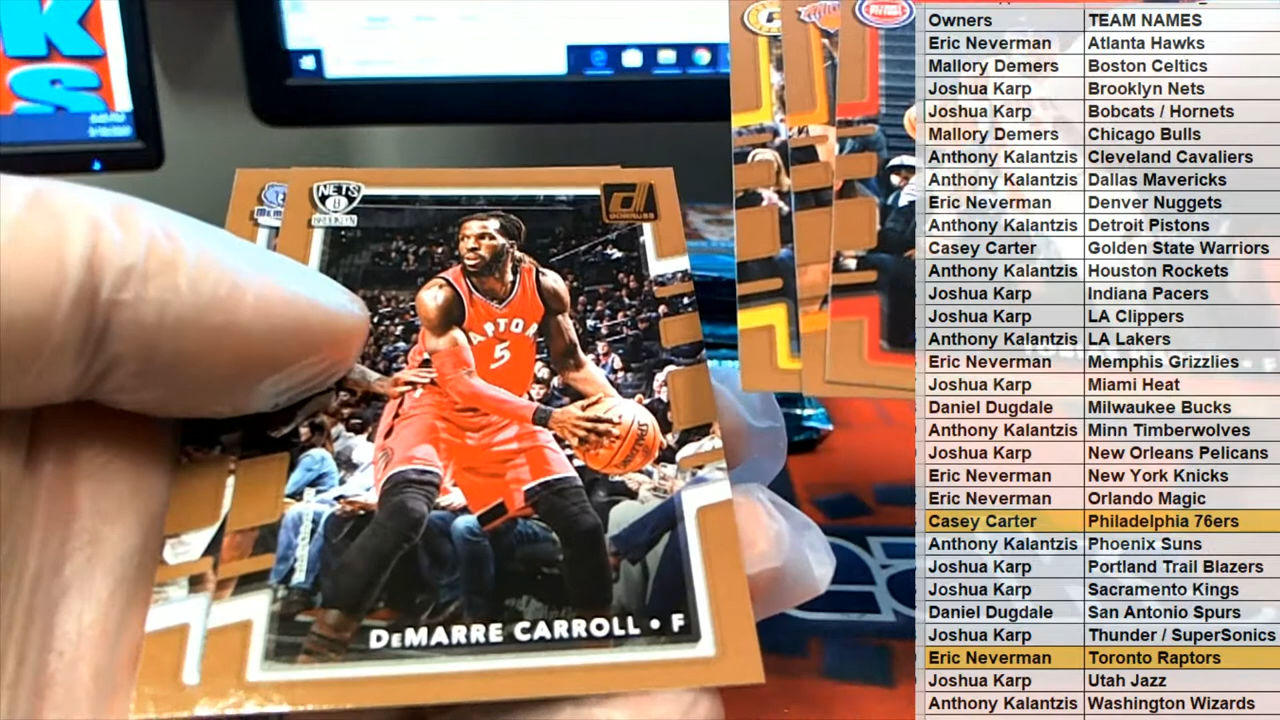 KS
NETS
BROOKLYN
DONRUSS
RAPTOR
5
DEMARRE CARROLL • F
Owners TEAM NAMES
Eric Neverman Atlanta Hawks
Mallory Demers Boston Celtics
Joshua Karp Brooklyn Nets
Joshua Karp Bobcats / Hornets
Mallory Demers Chicago Bulls
Anthony Kalantzis Cleveland Cavaliers
Anthony Kalantzis Dallas Mavericks
Eric Neverman Denver Nuggets
Anthony Kalantzis Detroit Pistons
Casey Carter Golden State Warriors
Anthony Kalantzis Houston Rockets
Joshua Karp Indiana Pacers
Joshua Karp LA Clippers
Anthony Kalantzis LA Lakers
Eric Neverman Memphis Grizzlies
Joshua Karp Miami Heat
Daniel Dugdale Milwaukee Bucks
Anthony Kalantzis Minn Timberwolves
Joshua Karp New Orleans Pelicans
Eric Neverman New York Knicks
Eric Neverman Orlando Magic
Casey Carter Philadelphia 76ers
Anthony Kalantzis Phoenix Suns
Joshua Karp Portland Trail Blazers
Joshua Karp Sacramento Kings
Daniel Dugdale San Antonio Spurs
Joshua Karp Thunder / SuperSonics
Eric Neverman Toronto Raptors
Joshua Karp Utah Jazz
Anthony Kalantzis Washington Wizards